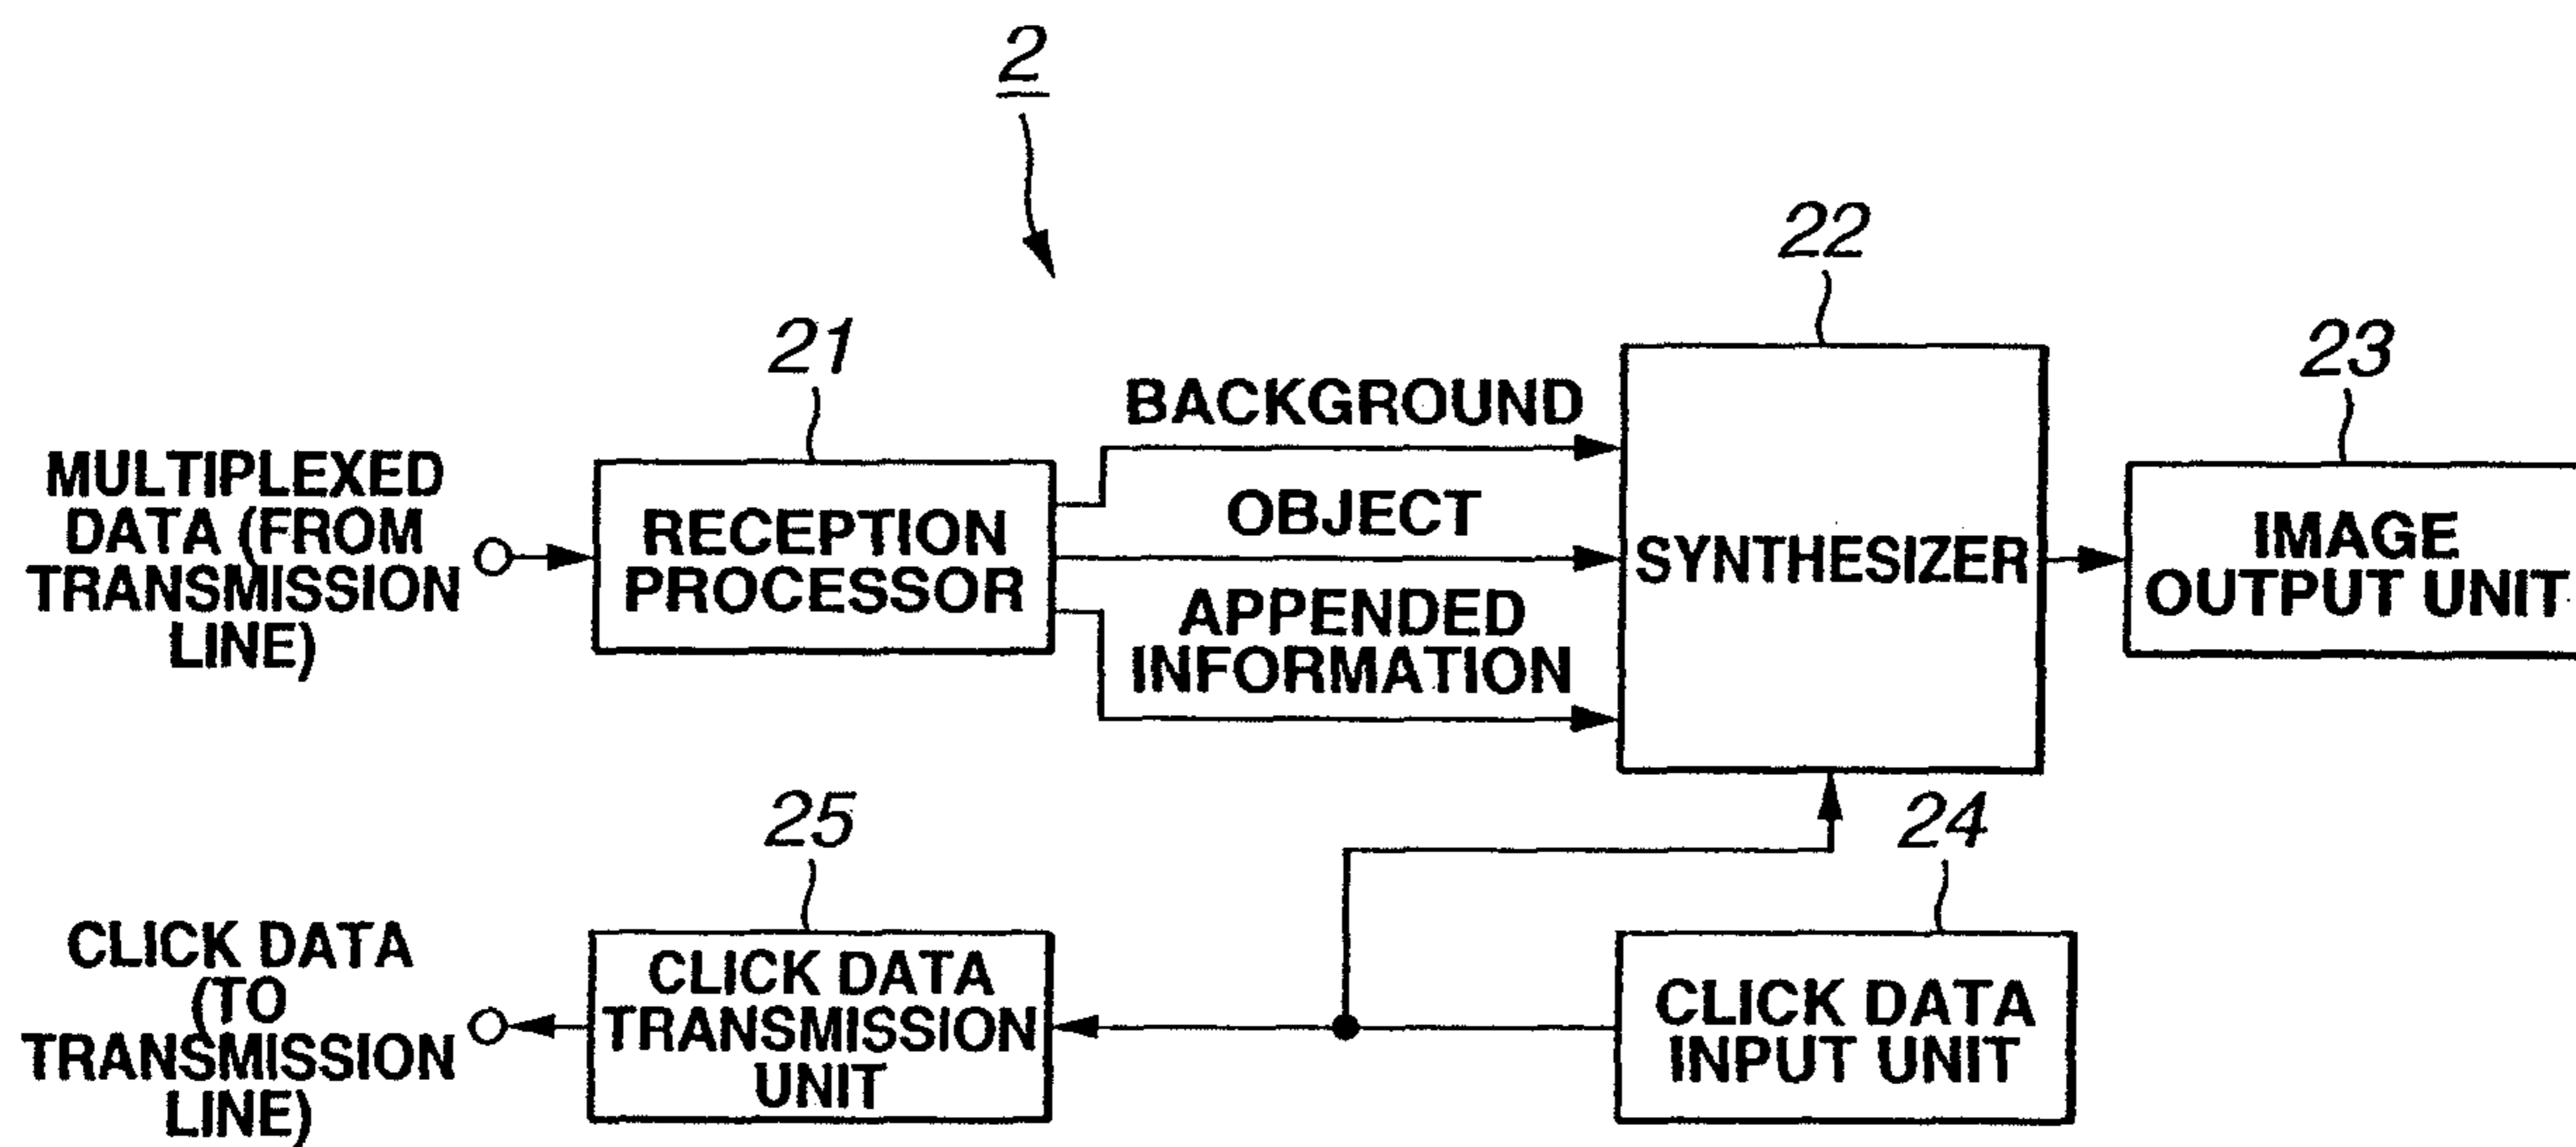 2
22
23
21
BACKGROUND
MULTIPLEXED
DATA (FROM
TRANSMISSION
LINE)
RECEPTION
PROCESSOR
OBJECT
APPENDED
INFORMATION
SYNTHESIZER
IMAGE
OUTPUT UNIT
25
24
CLICK DATA
(TO
TRANSMISSION
LINE)
CLICK DATA
TRANSMISSION
UNIT
CLICK DATA
INPUT UNIT